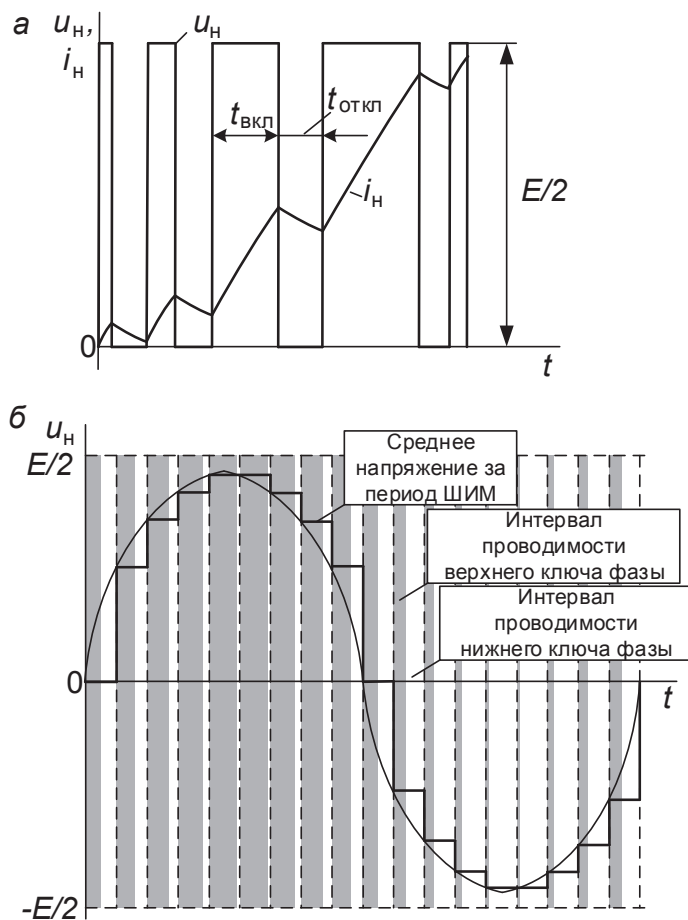 а
uн,
iн
uн
tвкл
tоткл
iн
E/2
0
t
б
uн
E/2
Среднее
напряжение за
период ШИМ
Интервал
проводимости
верхнего ключа фазы
Интервал
проводимости
нижнего ключа фазы
0
t
-E/2